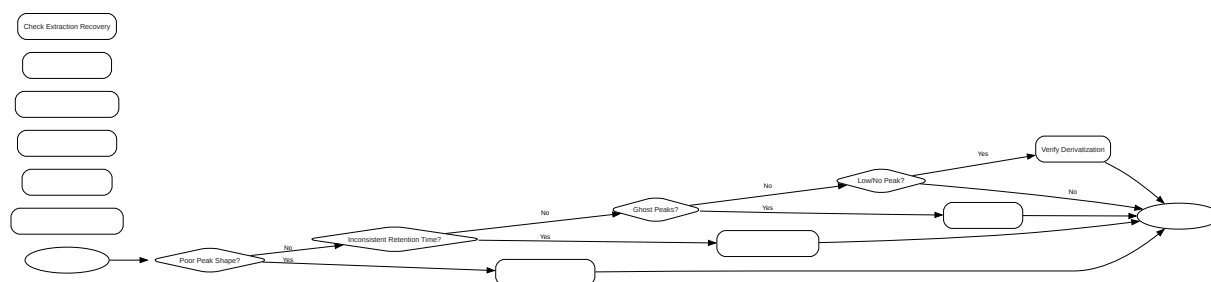 Check Extraction Recovery
Verify Derivatization
Yes
Low/No Peak?
No
No
Ghost Peaks?
Yes
No
Inconsistent Retention Time?
Yes
No
Poor Peak Shape?
Yes